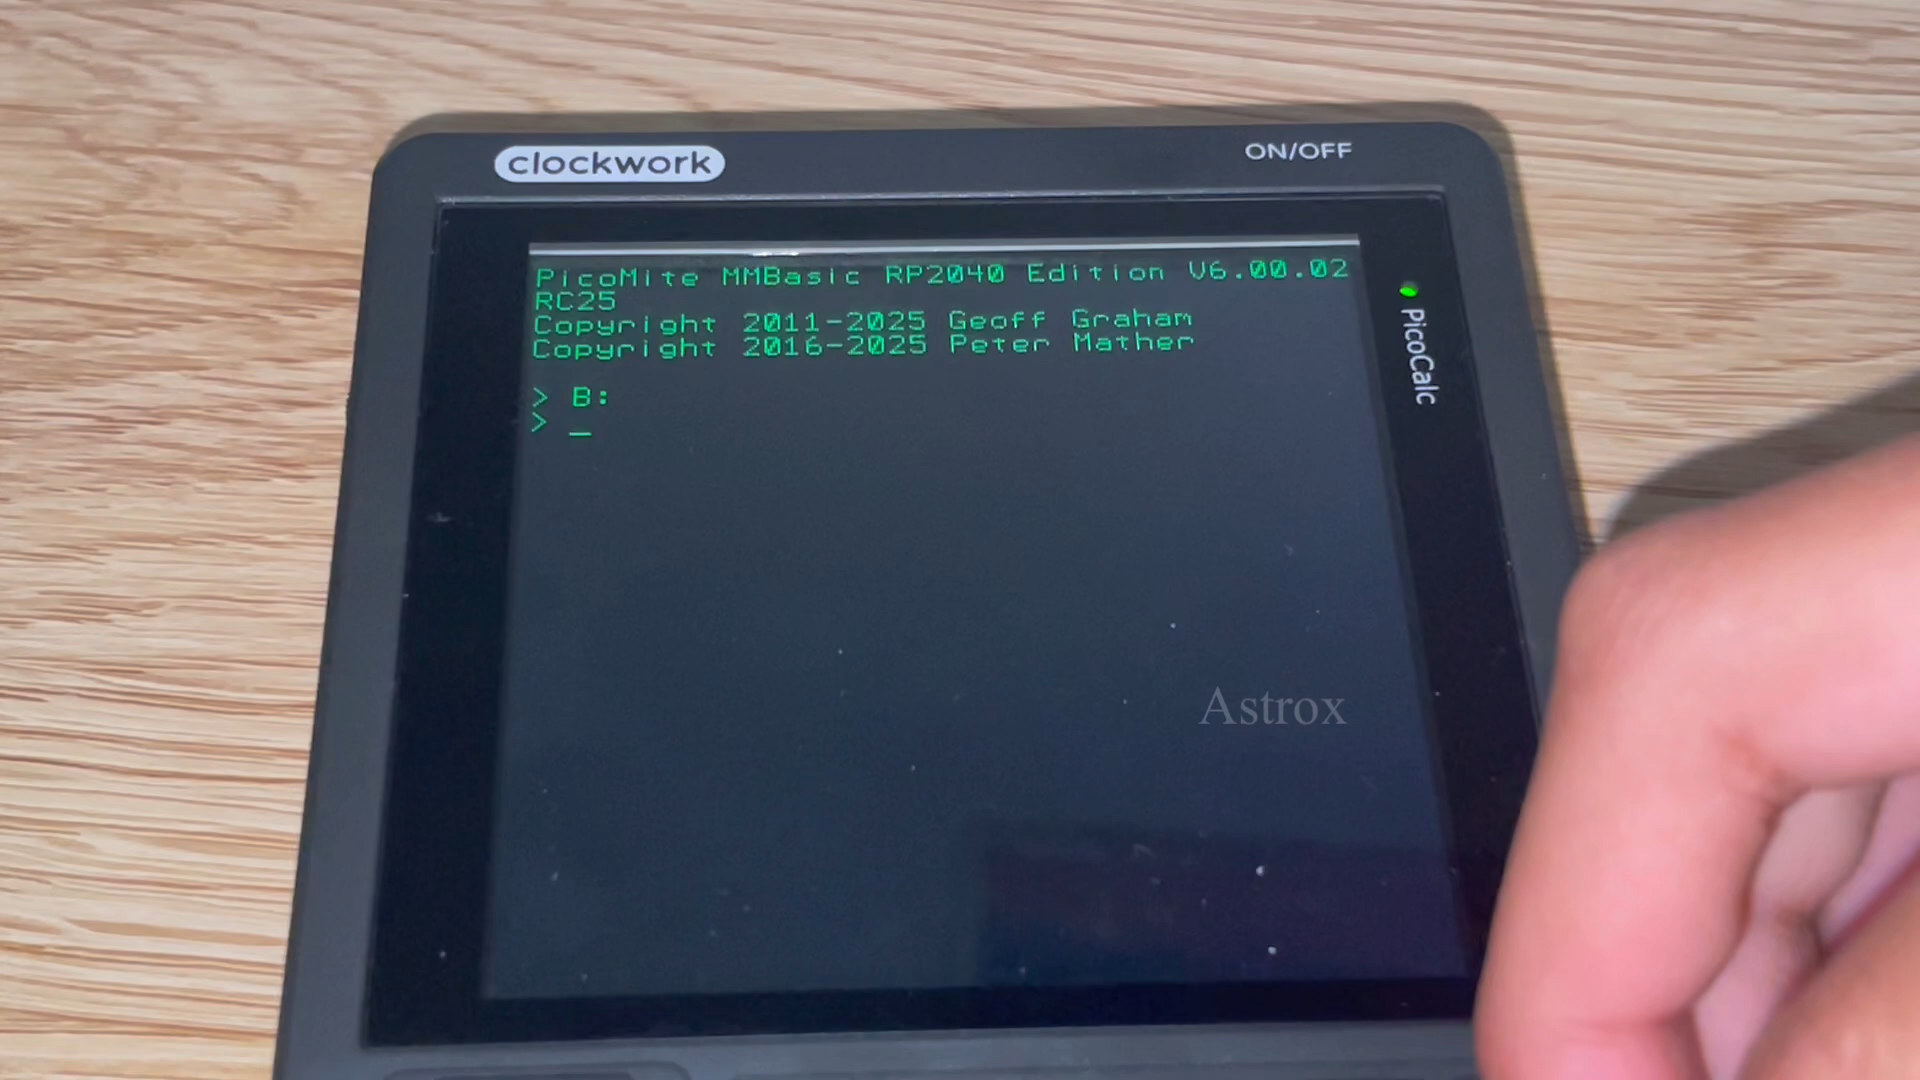 clockwork
ON/OFF
PicoMite MMBasic RP2040 Edition V6.00.02
RC25
Copyright 2011-2025 Geoff Graham
Copyright 2016-2025 Peter Mather
> B:
> _
PicoCalc
Astrox